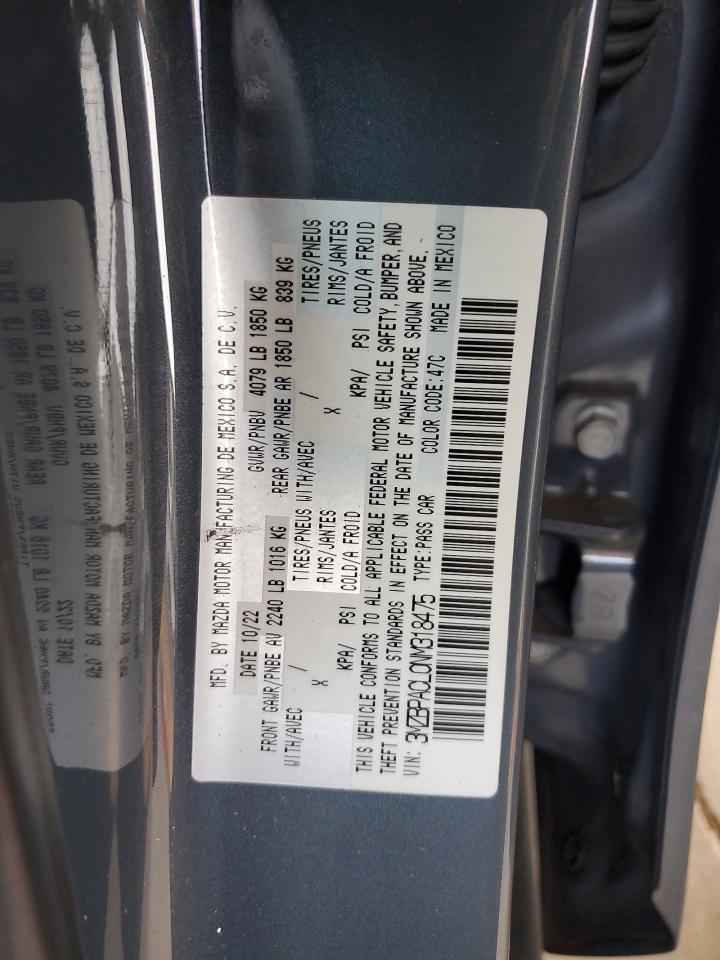 MFD. BY MAZDA MOTOR MANUFACTURING DE MEXICO S.A. DE C.V.
DATE 10/22 GVWR/PNBV 4079 LB 1850 KG
FRONT GAWR/PNBE AV 2240 LB 1016 KG REAR GAWR/PNBE AR 1850 LB 839 KG
WITH/AVEC / TIRES/PNEUS WITH/AVEC / TIRES/PNEUS
X RIMS/JANTES X RIMS/JANTES
KPA/ PSI COLD/A FROID KPA/ PSI COLD/A FROID
THIS VEHICLE CONFORMS TO ALL APPLICABLE FEDERAL MOTOR VEHICLE SAFETY, BUMPER, AND
THEFT PREVENTION STANDARDS IN EFFECT ON THE DATE OF MANUFACTURE SHOWN ABOVE.
VIN: 3MZBPACL0NM318475 TYPE:PASS CAR COLOR CODE:47C MADE IN MEXICO